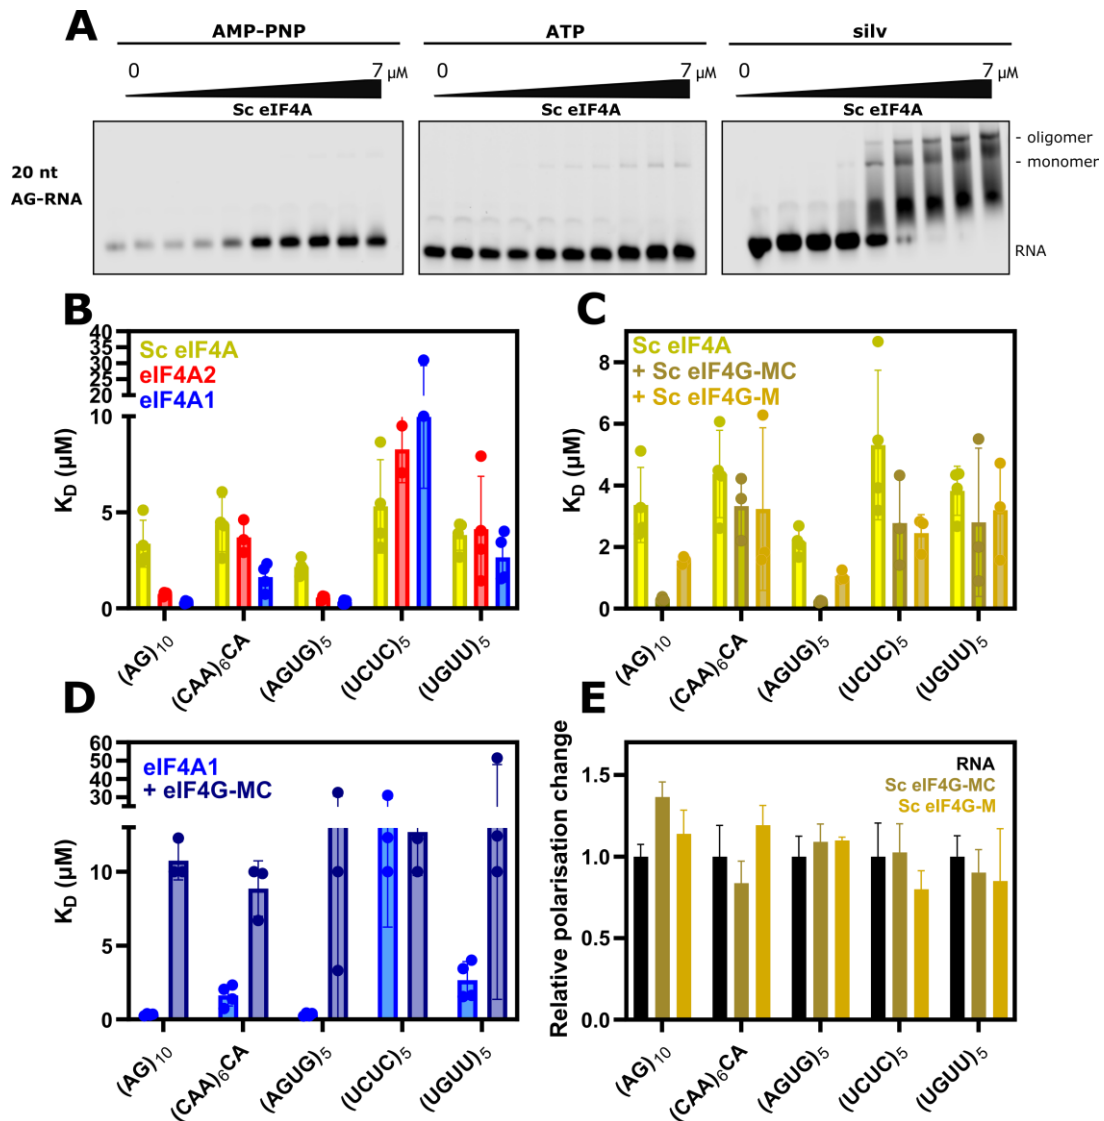 A
AMP-PNP
ATP
silv
0
7 µM
0
7 µM
0
7 µM
Sc eIF4A
Sc eIF4A
Sc eIF4A
20 nt
AG-RNA
- oligomer
- monomer
RNA
B
K_D (µM)
40
35
30
25
20
10
5
0
Sc eIF4A
eIF4A2
eIF4A1
(AG)₁₀
(CAA)₆CA
(AGUG)₅
(UCUC)₅
(UGUU)₅
C
K_D (µM)
8
6
4
2
0
Sc eIF4A
+ Sc eIF4G-MC
+ Sc eIF4G-M
(AG)₁₀
(CAA)₆CA
(AGUG)₅
(UCUC)₅
(UGUU)₅
D
K_D (µM)
60
50
40
30
10
5
0
eIF4A1
+ eIF4G-MC
(AG)₁₀
(CAA)₆CA
(AGUG)₅
(UCUC)₅
(UGUU)₅
E
Relative polarisation change
1.5
1.0
0.5
0.0
RNA
Sc eIF4G-MC
Sc eIF4G-M
(AG)₁₀
(CAA)₆CA
(AGUG)₅
(UCUC)₅
(UGUU)₅